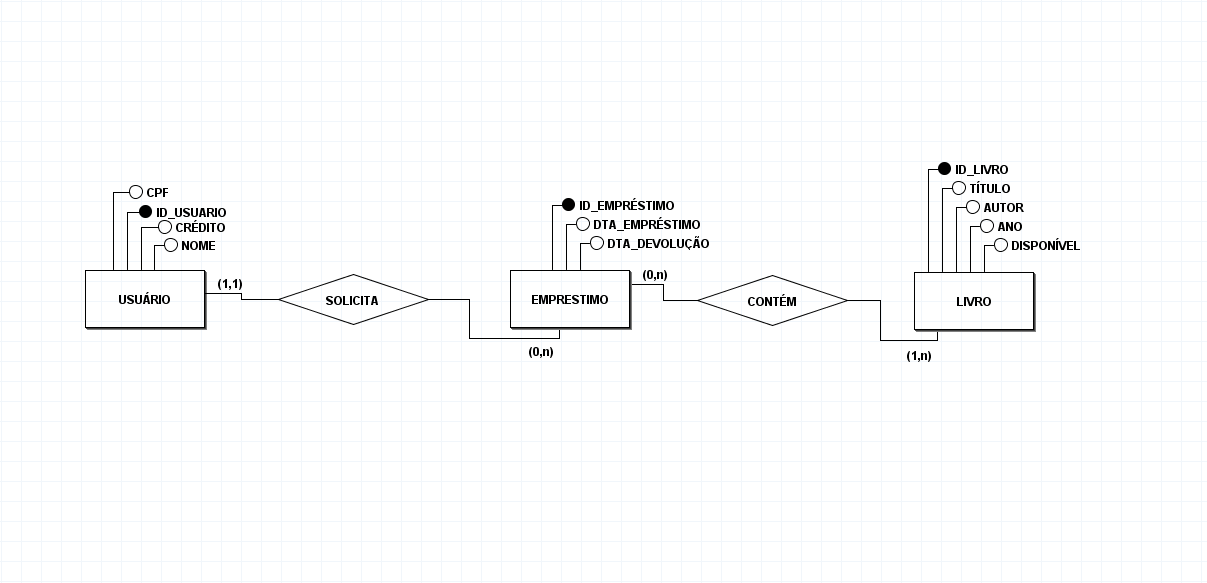 CPF
ID_USUARIO
CRÉDITO
NOME
USUÁRIO
(1,1)
SOLICITA
(0,n)
ID_EMPRÉSTIMO
DTA_EMPRÉSTIMO
DTA_DEVOLUÇÃO
EMPRESTIMO
(0,n)
CONTÉM
(1,n)
ID_LIVRO
TÍTULO
AUTOR
ANO
DISPONÍVEL
LIVRO